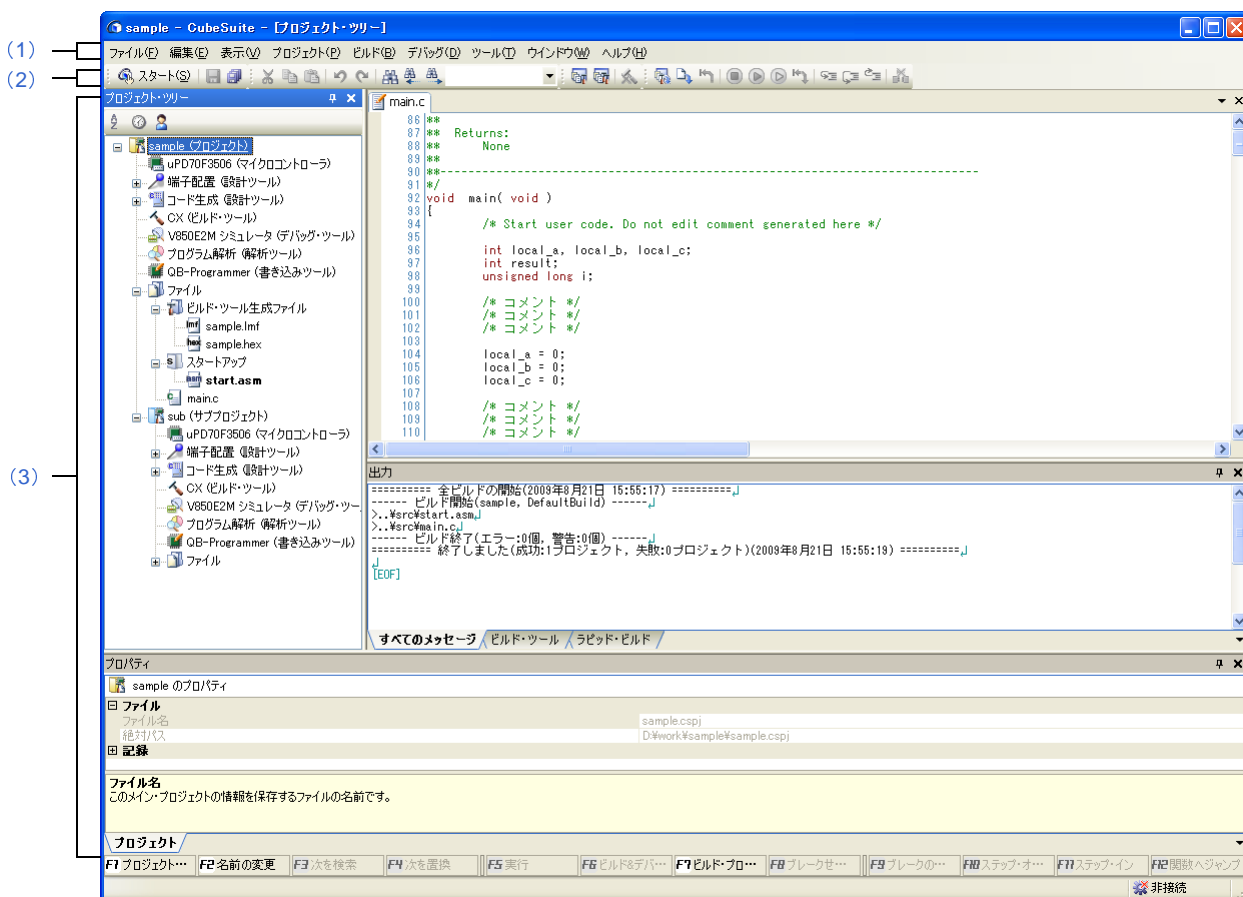 sample - CubeSuite - [プロジェクト・ツリー]
(1)
ファイル(F) 編集(E) 表示(V) プロジェクト(P) ビルド(B) デバッグ(D) ツール(T) ウインドウ(W) ヘルプ(H)
(2)
スタート(S)
プロジェクト・ツリー
sample (プロジェクト)
uPD70F3506 (マイクロコントローラ)
端子配置 (設計ツール)
コード生成 (設計ツール)
CX (ビルド・ツール)
V850E2M シミュレータ (デバッグ・ツール)
プログラム解析 (解析ツール)
QB-Programmer (書き込みツール)
ファイル
ビルド・ツール生成ファイル
sample.lmf
sample.hex
スタートアップ
start.asm
main.c
sub (サブプロジェクト)
uPD70F3506 (マイクロコントローラ)
端子配置 (設計ツール)
コード生成 (設計ツール)
CX (ビルド・ツール)
V850E2M シミュレータ (デバッグ・ツー
プログラム解析 (解析ツール)
QB-Programmer (書き込みツール)
ファイル
(3)
main.c
86 **
87 ** Returns:
88 ** None
89 **
90 **-----------------------------------------------------------------------------
91 */
92 void main( void )
93 {
94 /* Start user code. Do not edit comment generated here */
95
96 int local_a, local_b, local_c;
97 int result;
98 unsigned long i;
99
100 /* コメント */
101 /* コメント */
102 /* コメント */
103
104 local_a = 0;
105 local_b = 0;
106 local_c = 0;
107
108 /* コメント */
109 /* コメント */
110 /* コメント */
出力
========== 全ビルドの開始(2009年8月21日 15:55:17) ==========↲
------ ビルド開始(sample, DefaultBuild) ------↲
>..¥src¥start.asm↲
>..¥src¥main.c↲
------ ビルド終了(エラー:0個, 警告:0個) ------↲
========== 終了しました(成功:1プロジェクト, 失敗:0プロジェクト)(2009年8月21日 15:55:19) ==========↲
↲
[EOF]
すべてのメッセージ ビルド・ツール ラピッド・ビルド
プロパティ
sample のプロパティ
ファイル
ファイル名 sample.cspj
絶対パス D:¥work¥sample¥sample.cspj
記録
ファイル名
このメイン・プロジェクトの情報を保存するファイルの名前です。
プロジェクト
F1 プロジェクト… F2 名前の変更 F3 次を検索 F4 次を置換 F5 実行 F6 ビルド&デバ… F7 ビルド・プロ… F8 ブレークせ… F9 ブレークの… F10 ステップ・オ… F11 ステップ・イン F12 関数へジャンプ
非接続